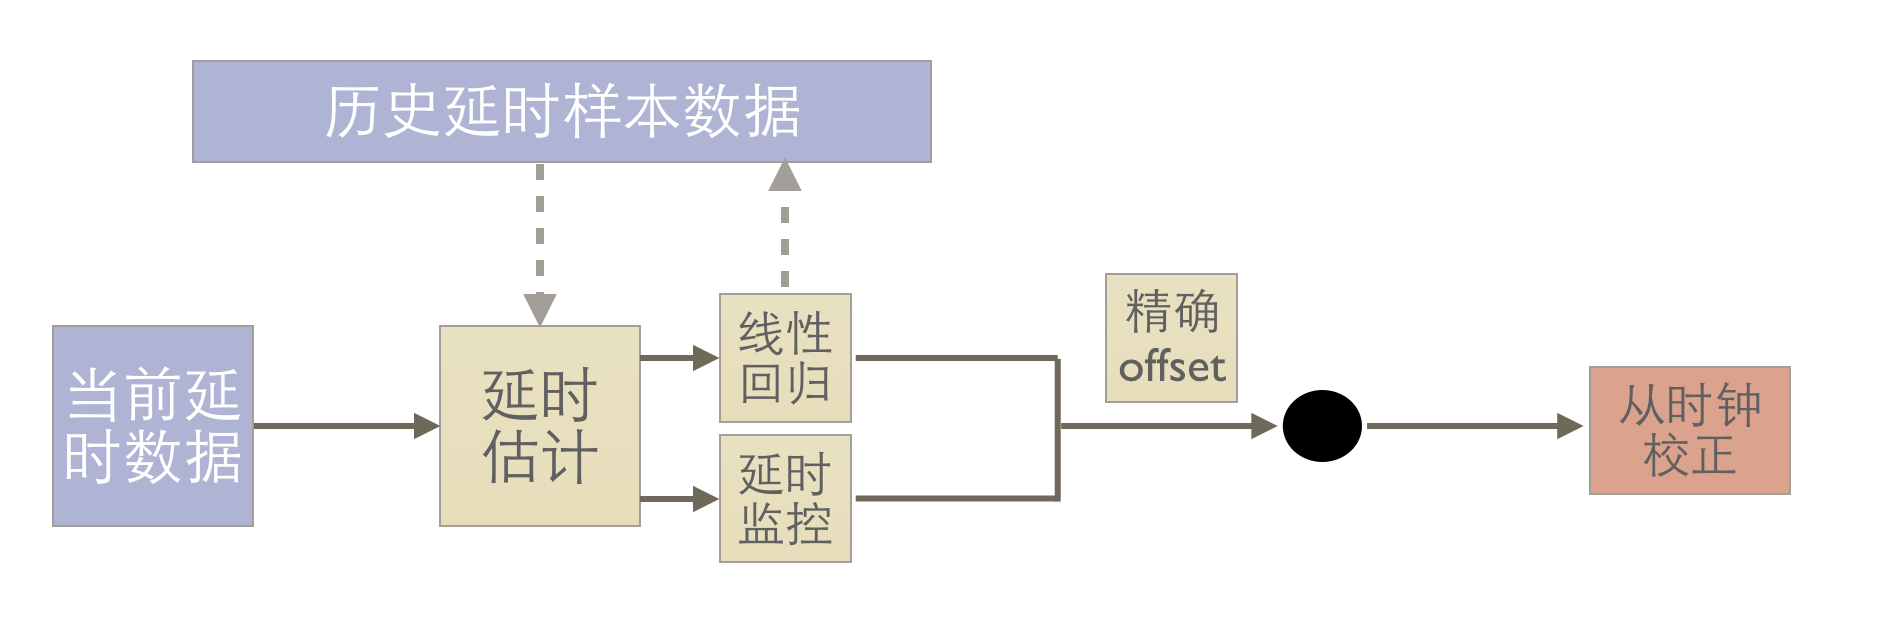 历史延时样本数据
当前延
时数据
延时
估计
线性
回归
延时
监控
精确
offset
从时钟
校正